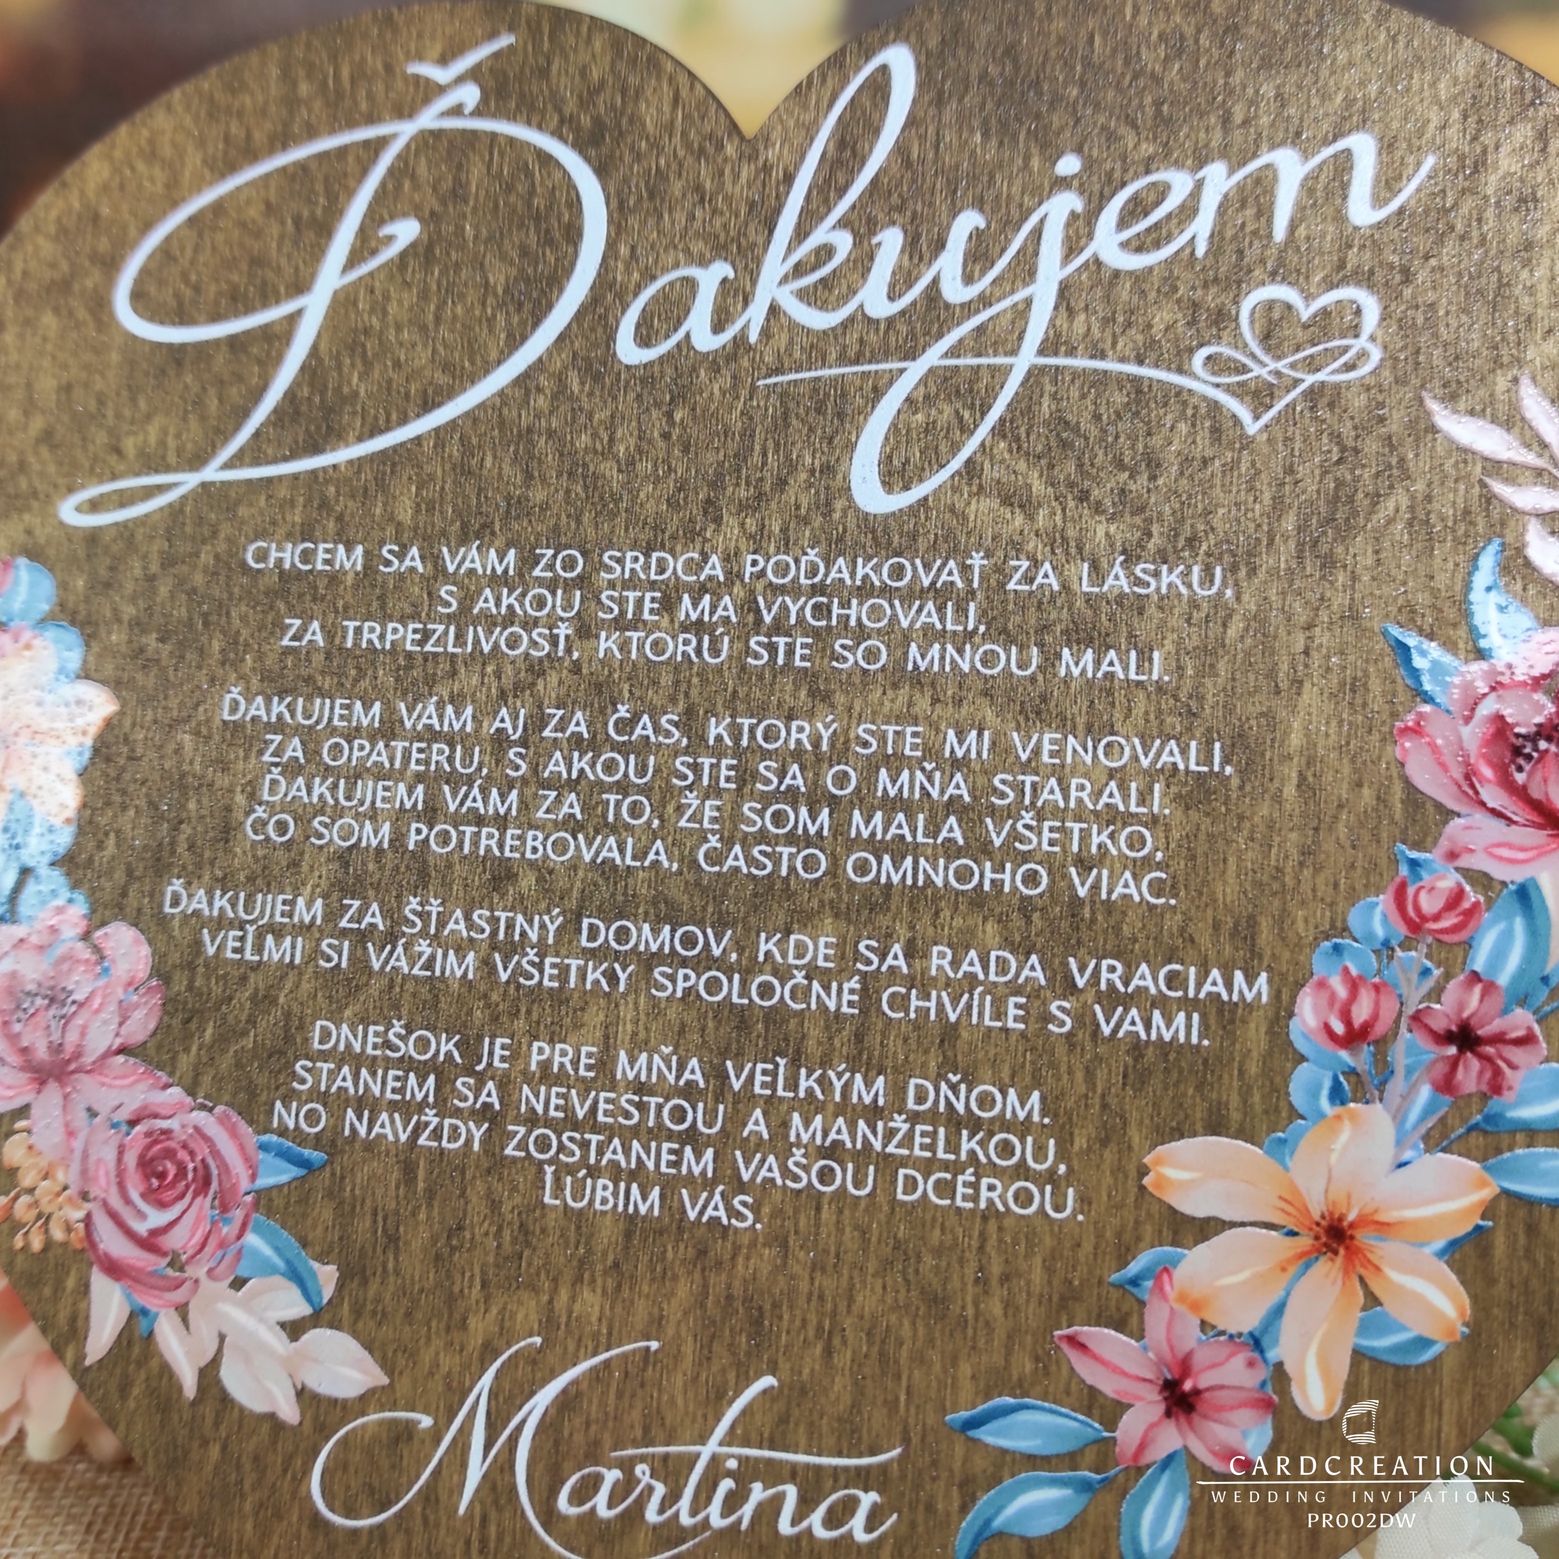 Ďakujem
CHCEM SA VÁM ZO SRDCA POĎAKOVAŤ ZA LÁSKU,
S AKOU STE MA VYCHOVALI,
ZA TRPEZLIVOSŤ, KTORÚ STE SO MNOU MALI.
ĎAKUJEM VÁM AJ ZA ČAS, KTORÝ STE MI VENOVALI,
ZA OPATERU, S AKOU STE SA O MŇA STARALI.
ĎAKUJEM VÁM ZA TO, ŽE SOM MALA VŠETKO,
ČO SOM POTREBOVALA, ČASTO OMNOHO VIAC.
ĎAKUJEM ZA ŠŤASTNÝ DOMOV, KDE SA RADA VRACIAM
VEĽMI SI VÁŽIM VŠETKY SPOLOČNÉ CHVÍLE S VAMI.
DNEŠOK JE PRE MŇA VEĽKÝM DŇOM.
STANEM SA NEVESTOU A MANŽELKOU,
NO NAVŽDY ZOSTANEM VAŠOU DCÉROU.
ĽÚBIM VÁS.
Martina
CARDCREATION
WEDDING INVITATIONS
PR002DW